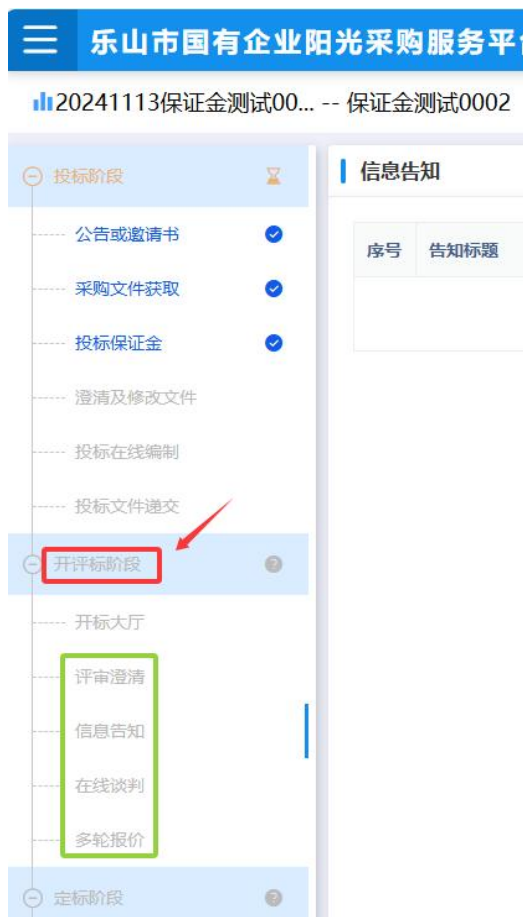 乐山市国有企业阳光采购服务平
20241113保证金测试00... -- 保证金测试0002
投标阶段
公告或邀请书
采购文件获取
投标保证金
澄清及修改文件
投标在线编制
投标文件递交
开评标阶段
开标大厅
评审澄清
信息告知
在线谈判
多轮报价
定标阶段
信息告知
序号 告知标题